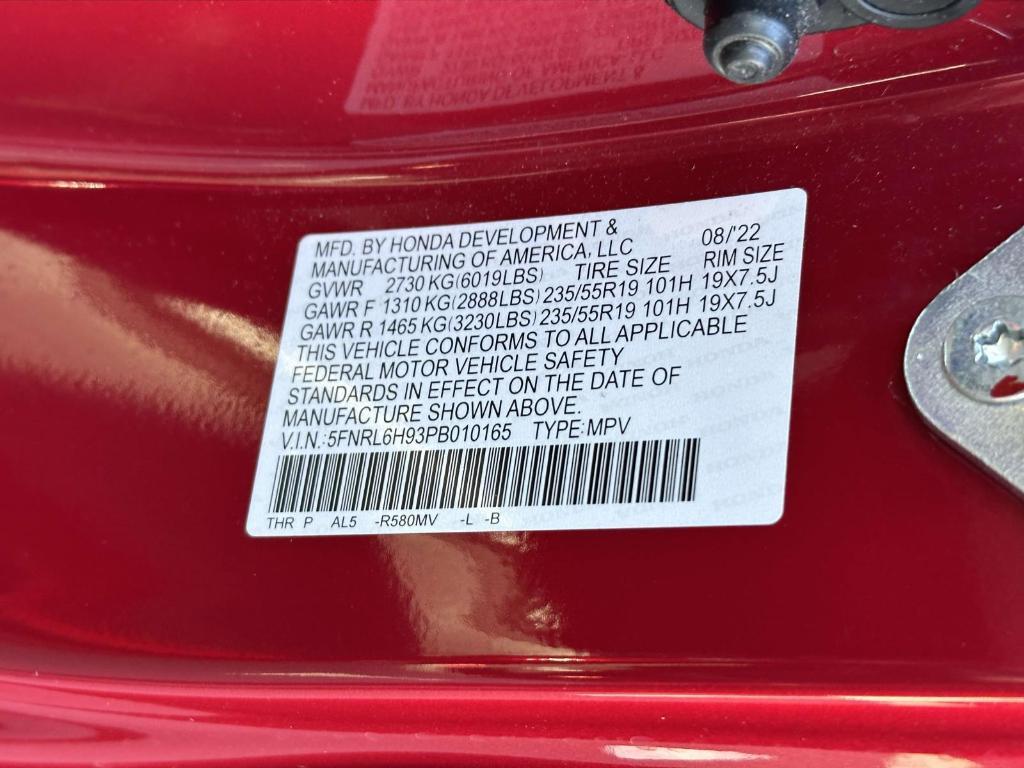 MFD. BY HONDA DEVELOPMENT &
MANUFACTURING OF AMERICA, LLC 08/'22
GVWR 2730 KG(6019LBS) TIRE SIZE RIM SIZE
GAWR F 1310 KG(2888LBS) 235/55R19 101H 19X7.5J
GAWR R 1465 KG(3230LBS) 235/55R19 101H 19X7.5J
THIS VEHICLE CONFORMS TO ALL APPLICABLE
FEDERAL MOTOR VEHICLE SAFETY
STANDARDS IN EFFECT ON THE DATE OF
MANUFACTURE SHOWN ABOVE.
V.I.N.:5FNRL6H93PB010165 TYPE:MPV
THR P AL5 -R580MV -L -B